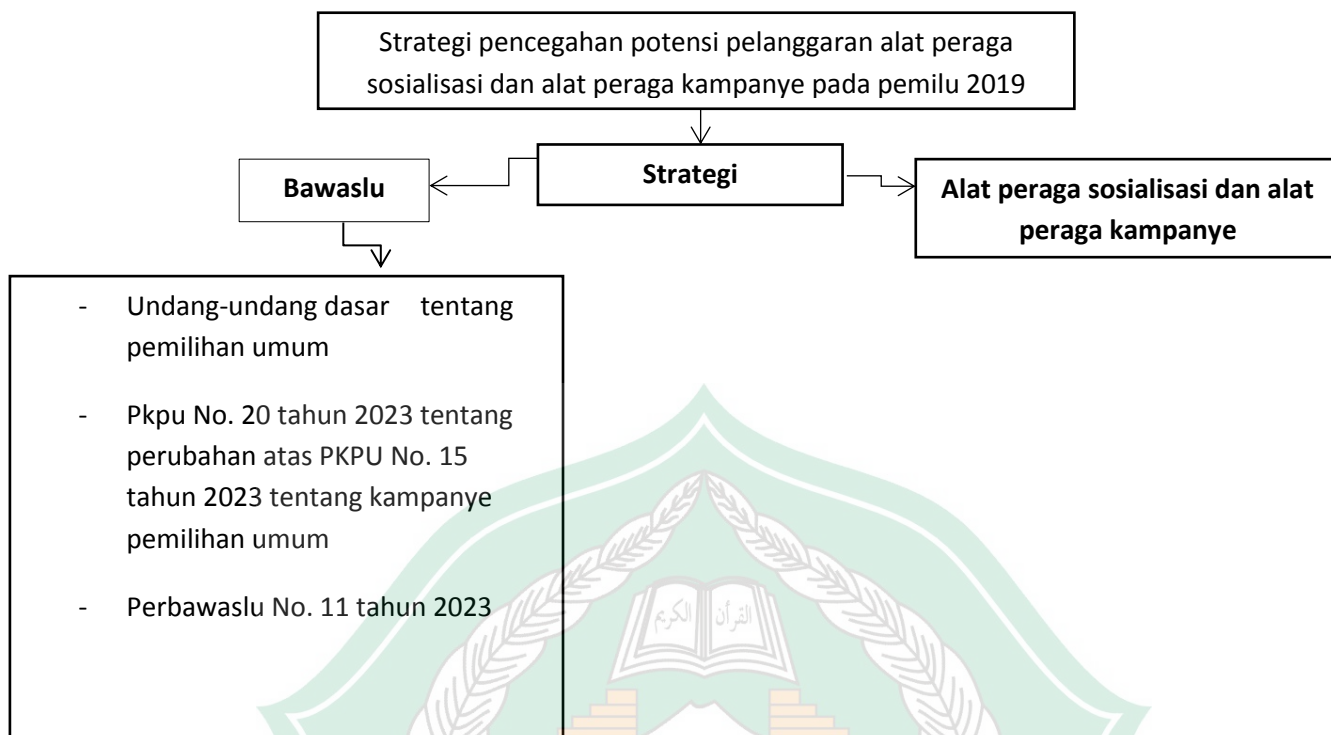 Strategi pencegahan potensi pelanggaran alat peraga
sosialisasi dan alat peraga kampanye pada pemilu 2019
Bawaslu
Strategi
Alat peraga sosialisasi dan alat
peraga kampanye
- Undang-undang dasar tentang
pemilihan umum
- Pkpu No. 20 tahun 2023 tentang
perubahan atas PKPU No. 15
tahun 2023 tentang kampanye
pemilihan umum
- Perbawaslu No. 11 tahun 2023
القرآن الكريم